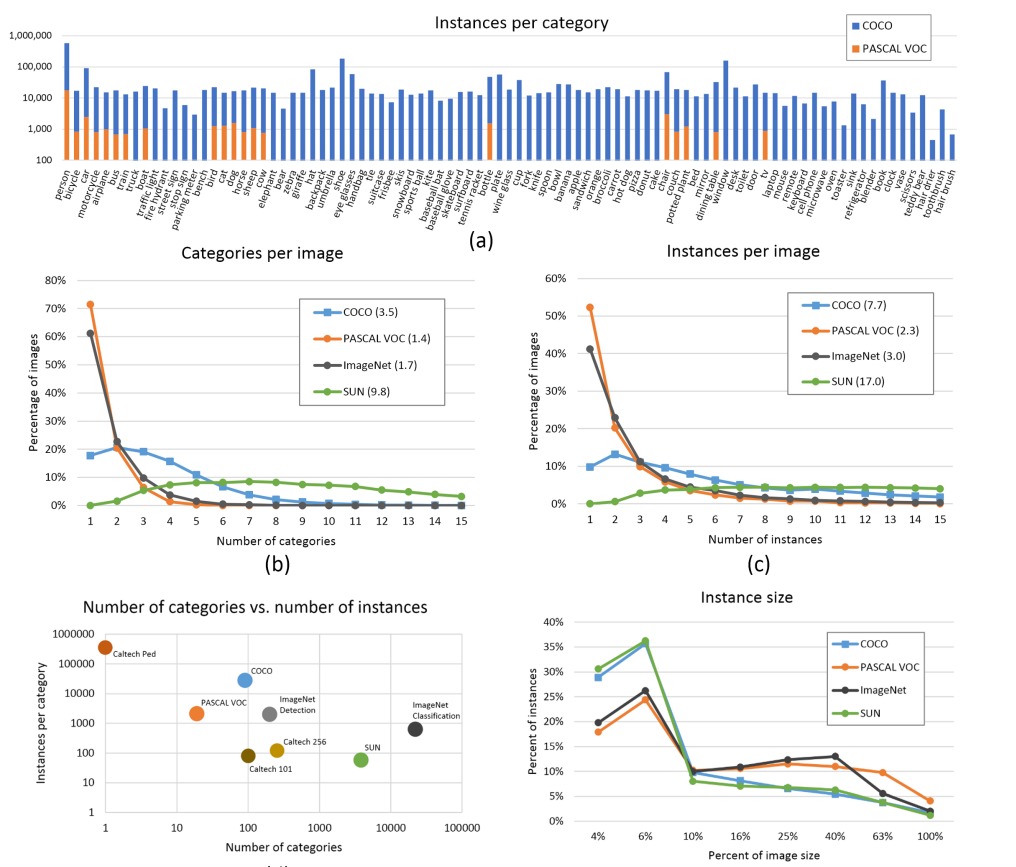 Instances per category
COCO
PASCAL VOC
1,000,000
100,000
10,000
1,000
100
person
bicycle
car
motorcycle
airplane
bus
train
truck
boat
traffic light
fire hydrant
street sign
stop sign
parking meter
bench
bird
cat
dog
horse
sheep
cow
elephant
bear
zebra
giraffe
hat
backpack
umbrella
shoe
eye glasses
handbag
tie
suitcase
frisbee
skis
snowboard
sports ball
kite
baseball bat
baseball glove
skateboard
surfboard
tennis racket
bottle
plate
wine glass
cup
fork
knife
spoon
bowl
banana
apple
sandwich
orange
broccoli
carrot
hot dog
pizza
donut
cake
chair
couch
potted plant
bed
mirror
dining table
window
desk
toilet
door
tv
laptop
mouse
remote
keyboard
cell phone
microwave
oven
toaster
sink
refrigerator
blender
book
clock
vase
scissors
teddy bear
hair drier
toothbrush
hair brush
(a)
Categories per image
80%
70%
60%
50%
40%
30%
20%
10%
0%
Percentage of images
COCO (3.5)
PASCAL VOC (1.4)
ImageNet (1.7)
SUN (9.8)
1 2 3 4 5 6 7 8 9 10 11 12 13 14 15
Number of categories
(b)
Instances per image
60%
50%
40%
30%
20%
10%
0%
Percentage of images
COCO (7.7)
PASCAL VOC (2.3)
ImageNet (3.0)
SUN (17.0)
1 2 3 4 5 6 7 8 9 10 11 12 13 14 15
Number of instances
(c)
Number of categories vs. number of instances
1000000
100000
10000
1000
100
10
1
Instances per category
Caltech Ped
COCO
PASCAL VOC
ImageNet
Detection
ImageNet
Classification
Caltech 256
Caltech 101
SUN
1 10 100 1000 10000 100000
Number of categories
Instance size
40%
35%
30%
25%
20%
15%
10%
5%
0%
Percent of instances
COCO
PASCAL VOC
ImageNet
SUN
4% 6% 10% 16% 25% 40% 63% 100%
Percent of image size